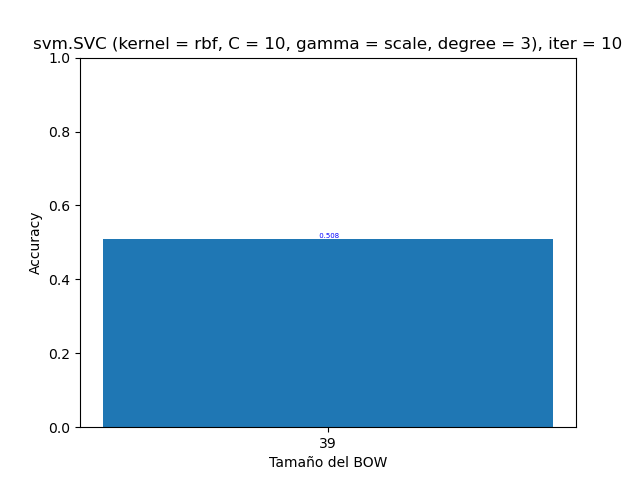 svm.SVC (kernel = rbf, C = 10, gamma = scale, degree = 3), iter = 10
1.0
0.8
0.6
0.4
0.2
0.0
Accuracy
0.508
39
Tamaño del BOW